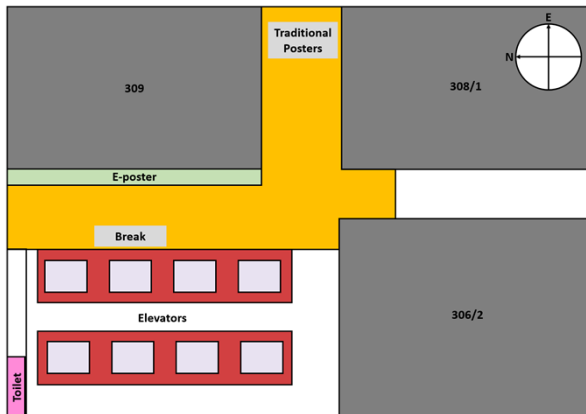 Traditional
Posters
E
N
309
308/1
E-poster
Break
Elevators
306/2
Toilet